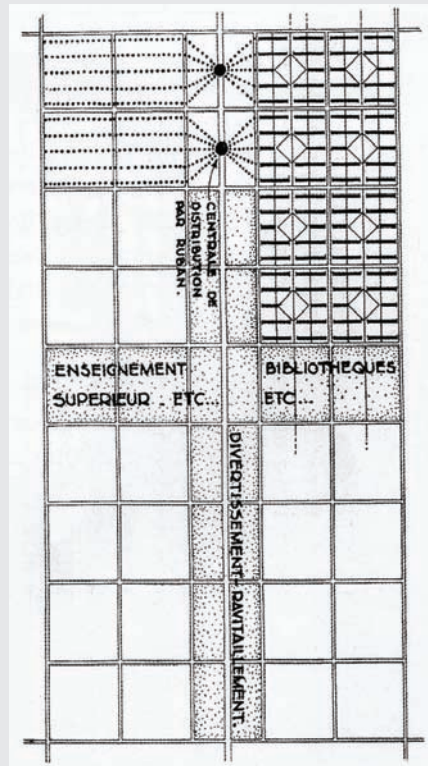 CENTRALE DE
DISTRIBUTION
PAR RUBAN.
ENSEIGNEMENT
SUPERIEUR - ETC...
BIBLIOTHEQUES
ETC...
DIVERTISSEMENT - RAVITAILLEMENT.